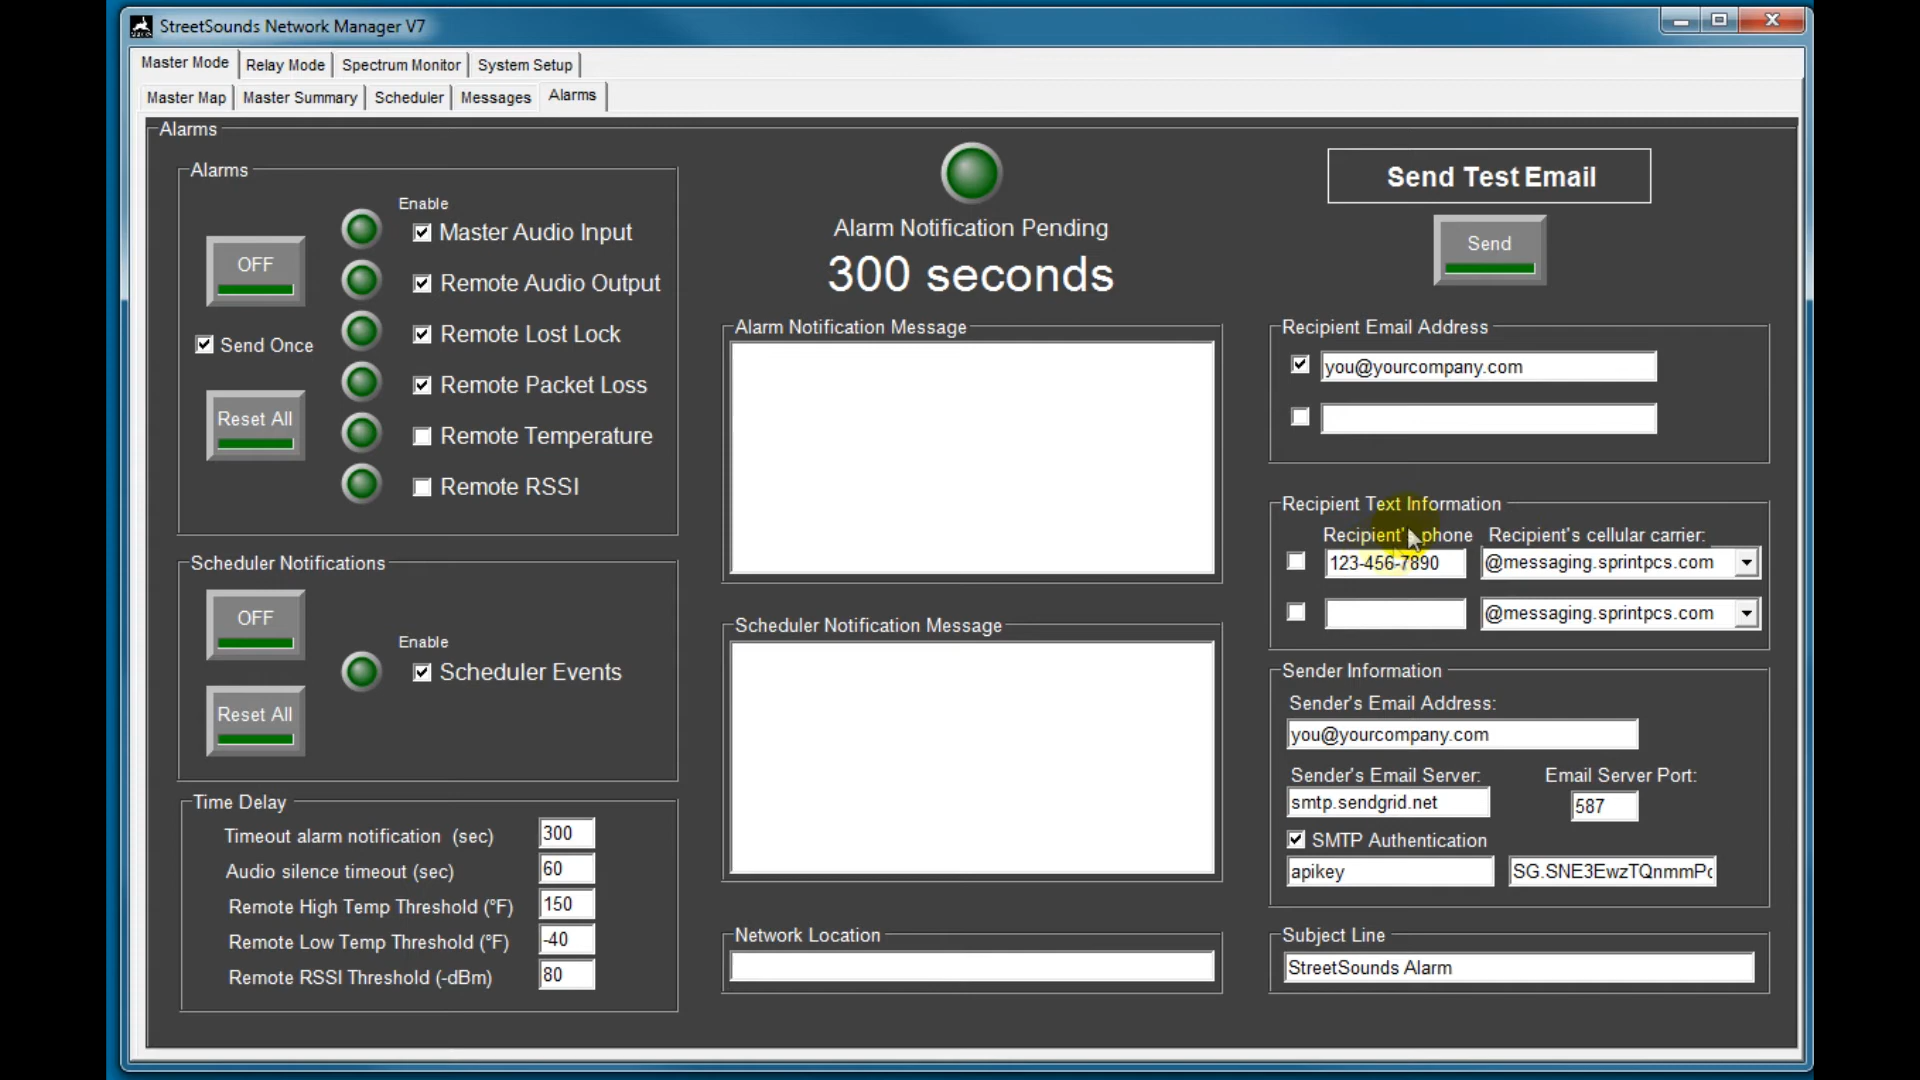 StreetSounds Network Manager V7
Master Mode
Relay Mode
Spectrum Monitor
System Setup
Master Map
Master Summary
Scheduler
Messages
Alarms
Alarms
Alarms
Enable
OFF
Master Audio Input
Remote Audio Output
Send Once
Remote Lost Lock
Reset All
Remote Packet Loss
Remote Temperature
Remote RSSI
Scheduler Notifications
OFF
Enable
Scheduler Events
Reset All
Time Delay
Timeout alarm notification (sec) 300
Audio silence timeout (sec) 60
Remote High Temp Threshold (°F) 150
Remote Low Temp Threshold (°F) -40
Remote RSSI Threshold (-dBm) 80
Alarm Notification Pending
300 seconds
Alarm Notification Message
Scheduler Notification Message
Network Location
Send Test Email
Send
Recipient Email Address
you@yourcompany.com
Recipient Text Information
Recipient's phone Recipient's cellular carrier:
123-456-7890 @messaging.sprintpcs.com
@messaging.sprintpcs.com
Sender Information
Sender's Email Address:
you@yourcompany.com
Sender's Email Server: Email Server Port:
smtp.sendgrid.net 587
SMTP Authentication
apikey SG.SNE3EwzTQnmmP
Subject Line
StreetSounds Alarm